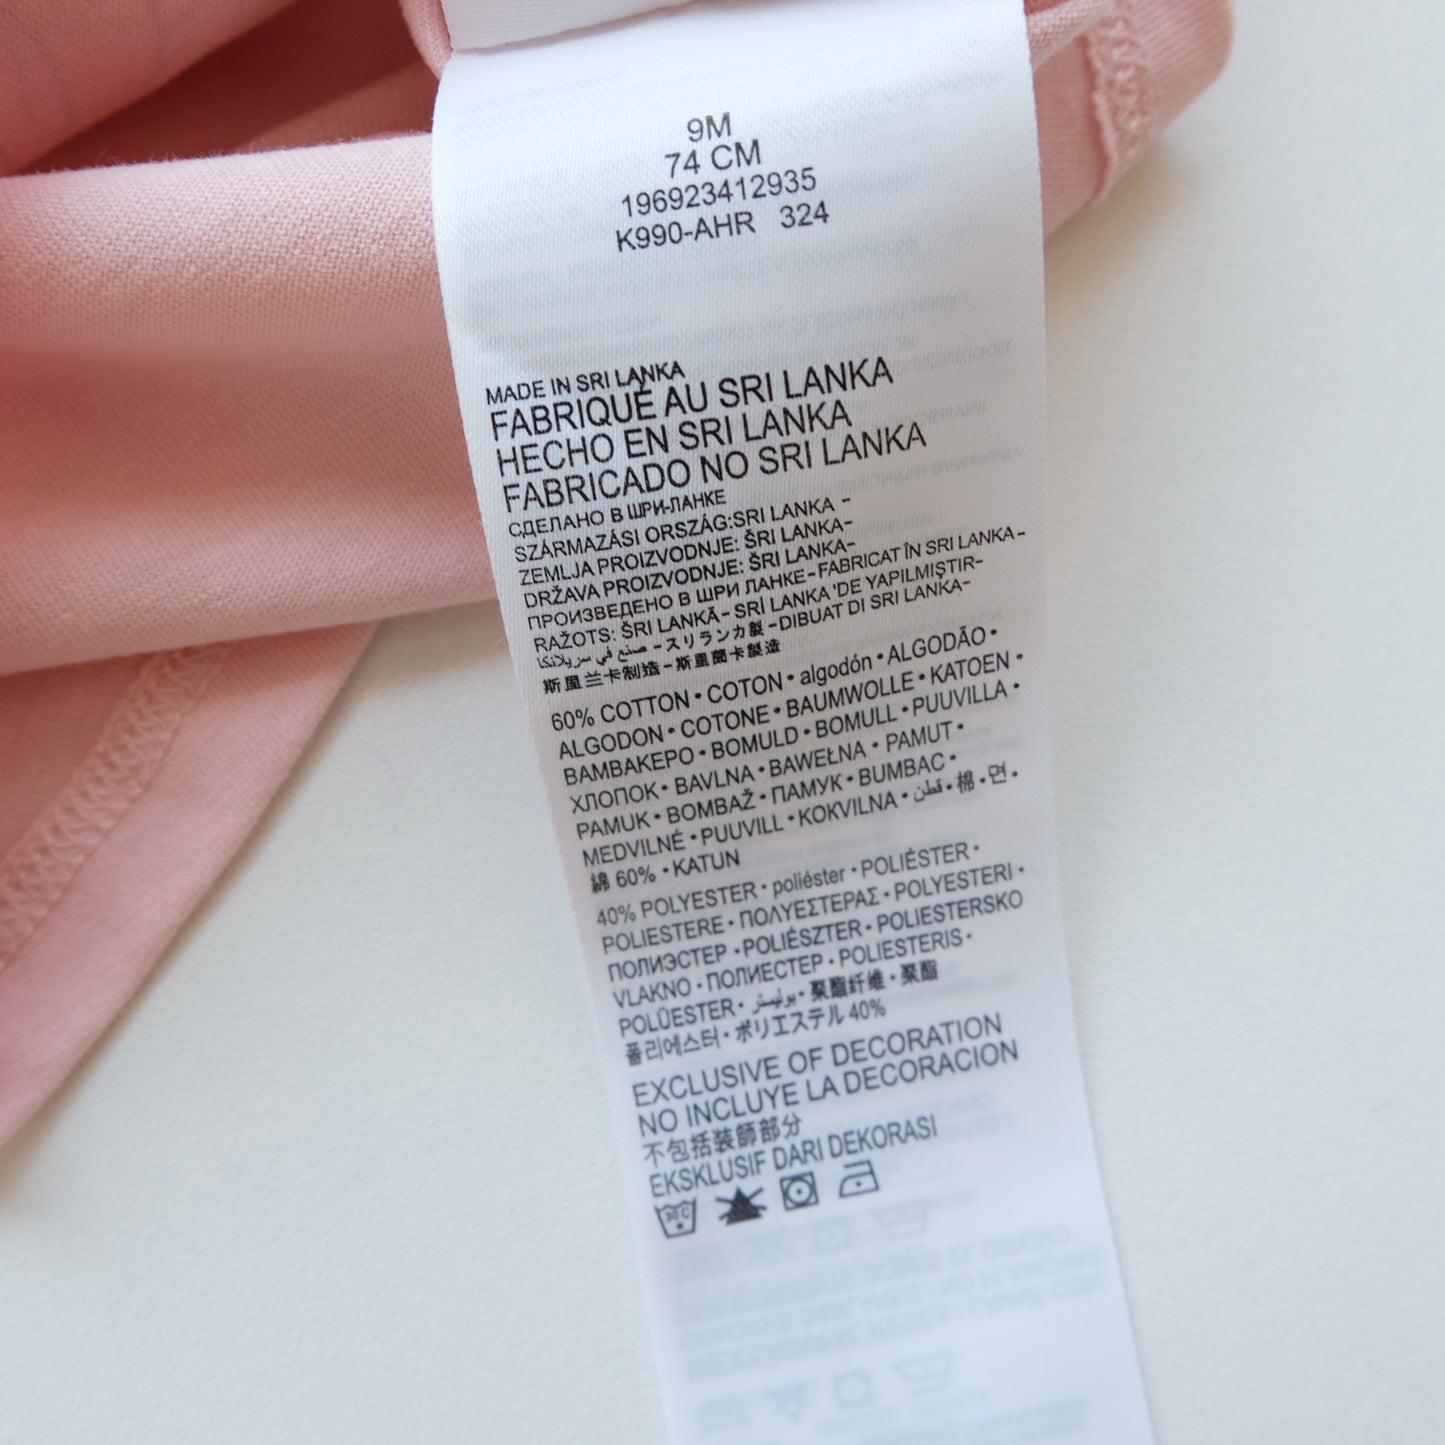 9M
74 CM
196923412935
K990-AHR 324
MADE IN SRI LANKA
FABRIQUÉ AU SRI LANKA
HECHO EN SRI LANKA
FABRICADO NO SRI LANKA
СДЕЛАНО В ШРИ-ЛАНКЕ
SZÁRMAZÁSI ORSZÁG:SRI LANKA -
ZEMLJA PROIZVODNJE: ŠRI LANKA-
DRŽAVA PROIZVODNJE: ŠRI LANKA-
ПРОИЗВЕДЕНО В ШРИ ЛАНКЕ-FABRICAT ÎN SRI LANKA-
RAŽOTS: ŠRI LANKĀ-SRİ LANKA 'DE YAPILMIŞTIR-
صنع في سريلانكا -スリランカ製-DIBUAT DI SRI LANKA-
斯里兰卡制造-斯里蘭卡製造
60% COTTON • COTON • algodón • ALGODÃO •
ALGODON • COTONE • BAUMWOLLE • KATOEN •
ΒΑΜΒΑΚΕΡΟ • BOMULD • BOMULL • PUUVILLA •
ХЛОПОК • BAVLNA • BAWEŁNA • PAMUT •
PAMUK • BOMBAŽ • ПАМУК • BUMBAC •
MEDVILNĖ • PUUVILL • KOKVILNA • قطن • 棉 • 면 •
綿 60% • KATUN
40% POLYESTER • poliéster • POLIÉSTER •
POLIESTERE • ΠΟΛΥΕΣΤΕΡΑΣ • POLYESTERI •
ПОЛИЭСТЕР • POLIÉSZTER • POLIESTERSKO
VLAKNO • ПОЛИЕСТЕР • POLIESTERIS •
POLÜESTER • بوليستر • 聚酯纤维 • 聚酯
폴리에스터 • ポリエステル 40%
EXCLUSIVE OF DECORATION
NO INCLUYE LA DECORACION
不包括装師部分
EKSKLUSIF DARI DEKORASI
30°C